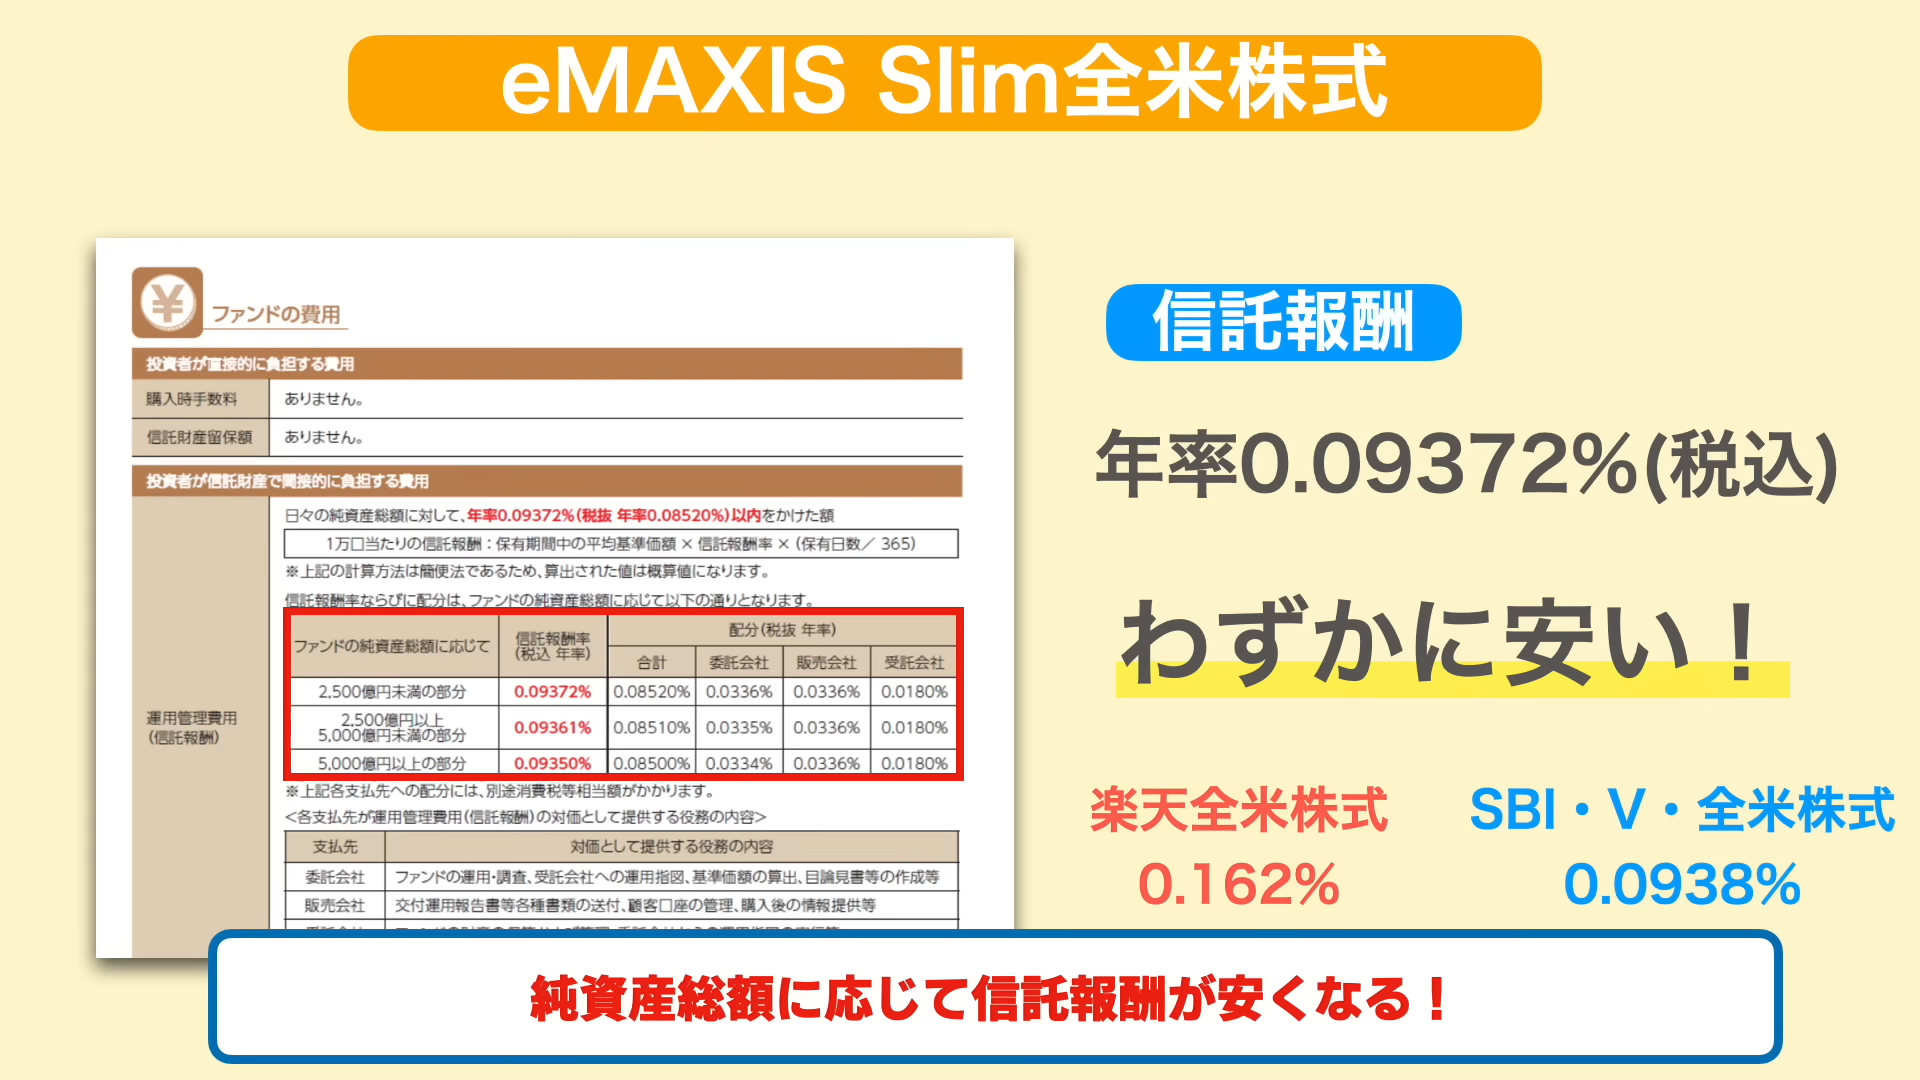 eMAXIS Slim全米株式
¥
ファンドの費用
投資者が直接的に負担する費用
購入時手数料 ありません。
信託財産留保額 ありません。
投資者が信託財産で間接的に負担する費用
運用管理費用
(信託報酬)
日々の純資産総額に対して、年率0.09372%(税抜 年率0.08520%)以内をかけた額
1万口当たりの信託報酬:保有期間中の平均基準価額 × 信託報酬率 × (保有日数/ 365)
※上記の計算方法は簡便法であるため、算出された値は概算値になります。
信託報酬率ならびに配分は、ファンドの純資産総額に応じて以下の通りとなります。
ファンドの純資産総額に応じて 信託報酬率 (税込 年率) 配分(税抜 年率)
合計 委託会社 販売会社 受託会社
2,500億円未満の部分 0.09372% 0.08520% 0.0336% 0.0336% 0.0180%
2,500億円以上
5,000億円未満の部分 0.09361% 0.08510% 0.0335% 0.0336% 0.0180%
5,000億円以上の部分 0.09350% 0.08500% 0.0334% 0.0336% 0.0180%
※上記各支払先への配分には、別途消費税等相当額がかかります。
<各支払先が運用管理費用(信託報酬)の対価として提供する役務の内容>
支払先 対価として提供する役務の内容
委託会社 ファンドの運用・調査、受託会社への運用指図、基準価額の算出、目論見書等の作成等
販売会社 交付運用報告書等各種書類の送付、顧客口座の管理、購入後の情報提供等
信託報酬
年率0.09372%(税込)
わずかに安い!
楽天全米株式
0.162%
SBI・V・全米株式
0.0938%
純資産総額に応じて信託報酬が安くなる!